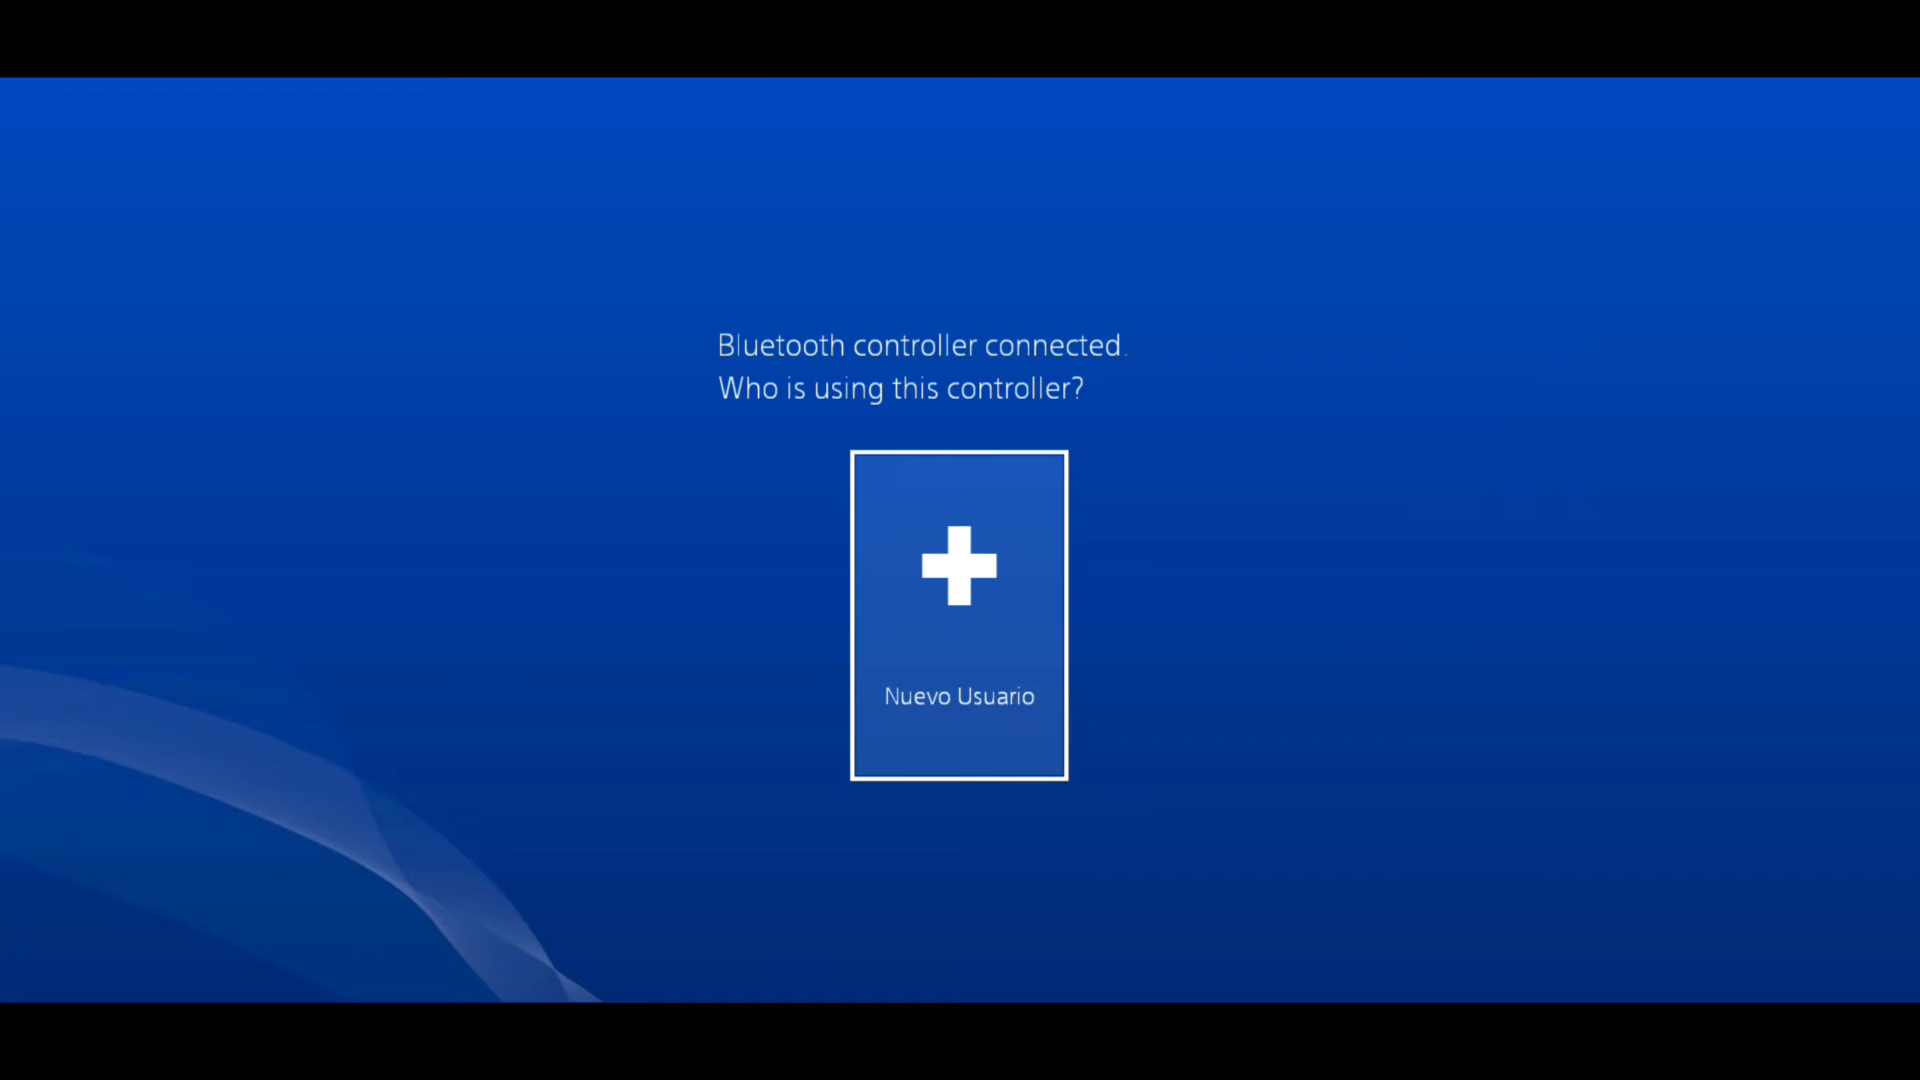 Bluetooth controller connected.
Who is using this controller?
Nuevo Usuario